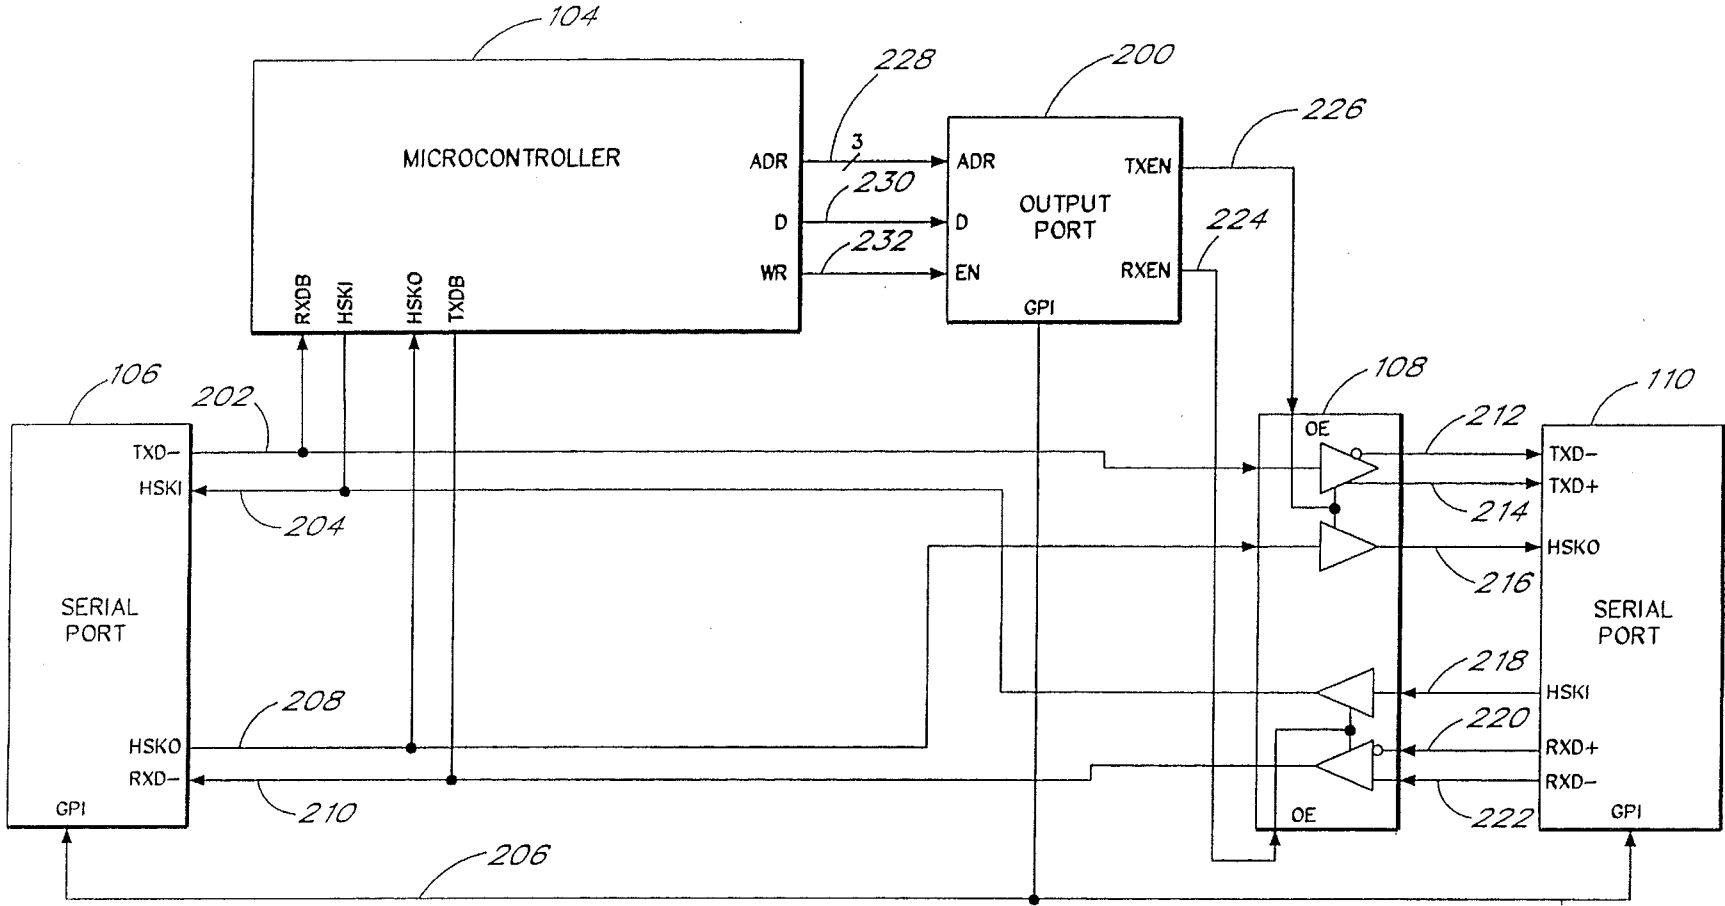 104
228
200
226
MICROCONTROLLER
ADR
3
ADR
TXEN
230
OUTPUT
PORT
D
D
224
232
WR
EN
RXEN
RXDB
HSKI
HSKO
TXDB
GPI
106
202
108
110
212
OE
TXD-
TXD-
HSKI
TXD+
204
214
HSKO
216
SERIAL
PORT
SERIAL
PORT
218
HSKI
208
220
HSKO
RXD+
RXD-
RXD-
GPI
210
OE
222
GPI
206